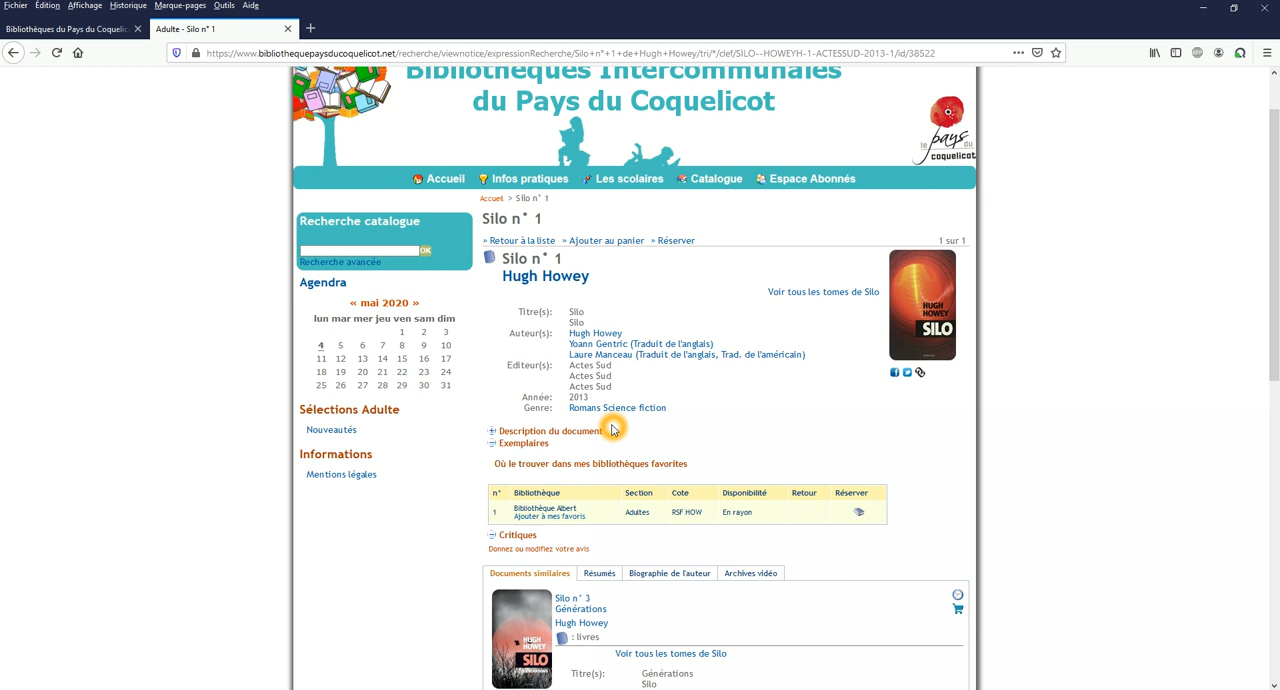 Fichier Édition Affichage Historique Marque-pages Outils Aide
Bibliothèques du Pays du Coquelic
Adulte - Silo n° 1
https://www.bibliothequepaysducoquelicot.net/recherche/viewnotice/expressionRecherche/Silo+n°+1+de+Hugh+Howey/tri/*/clef/SILO--HOWEYH-1-ACTESSUD-2013-1/id/38522
Bibliothèques Intercommunales
du Pays du Coquelicot
le pays du coquelicot
Accueil Infos pratiques Les scolaires Catalogue Espace Abonnés
Accueil > Silo n° 1
Recherche catalogue
OK
Recherche avancée
Agenda
« mai 2020 »
lun mar mer jeu ven sam dim
1 2 3
4 5 6 7 8 9 10
11 12 13 14 15 16 17
18 19 20 21 22 23 24
25 26 27 28 29 30 31
Sélections Adulte
Nouveautés
Informations
Mentions légales
Silo n° 1
» Retour à la liste » Ajouter au panier » Réserver 1 sur 1
Silo n° 1
Hugh Howey
Voir tous les tomes de Silo
Titre(s): Silo
Silo
Auteur(s): Hugh Howey
Yoann Gentric (Traduit de l'anglais)
Laure Manceau (Traduit de l'anglais, Trad. de l'américain)
Editeur(s): Actes Sud
Actes Sud
Actes Sud
Année: 2013
Genre: Romans Science fiction
HUGH
HOWEY
SILO
Description du document
Exemplaires
Où le trouver dans mes bibliothèques favorites
n° Bibliothèque Section Cote Disponibilité Retour Réserver
1 Bibliothèque Albert Adultes RSF HOW En rayon
Ajouter à mes favoris
Critiques
Donnez ou modifiez votre avis
Documents similaires Résumés Biographie de l'auteur Archives vidéo
HUGH
HOWEY
SILO
Silo n° 3
Générations
Hugh Howey
: livres
Voir tous les tomes de Silo
Titre(s): Générations
Silo